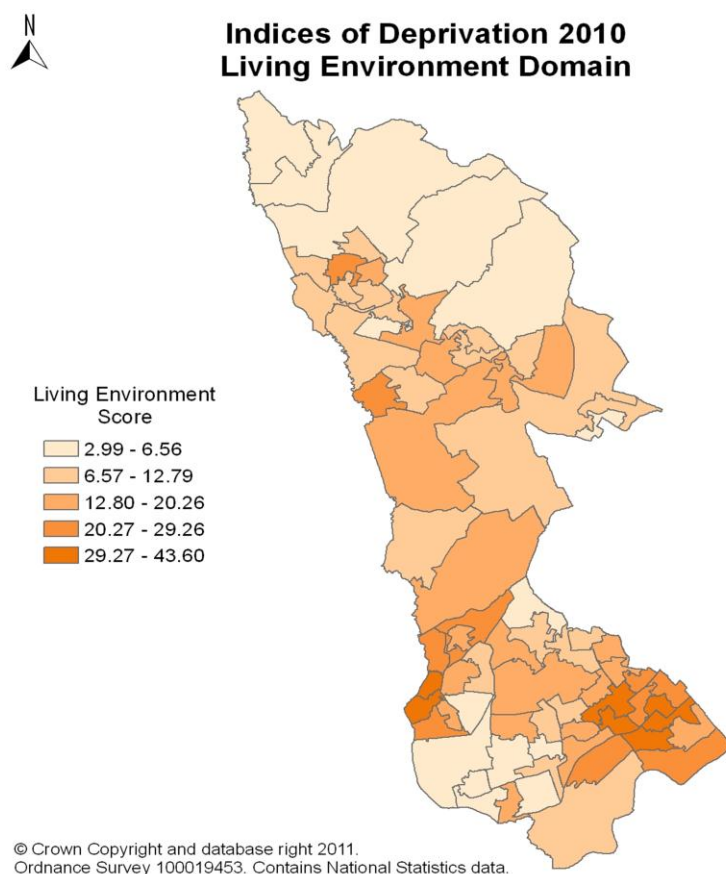 N
Indices of Deprivation 2010
Living Environment Domain
Living Environment
Score
2.99 - 6.56
6.57 - 12.79
12.80 - 20.26
20.27 - 29.26
29.27 - 43.60
© Crown Copyright and database right 2011.
Ordnance Survey 100019453. Contains National Statistics data.